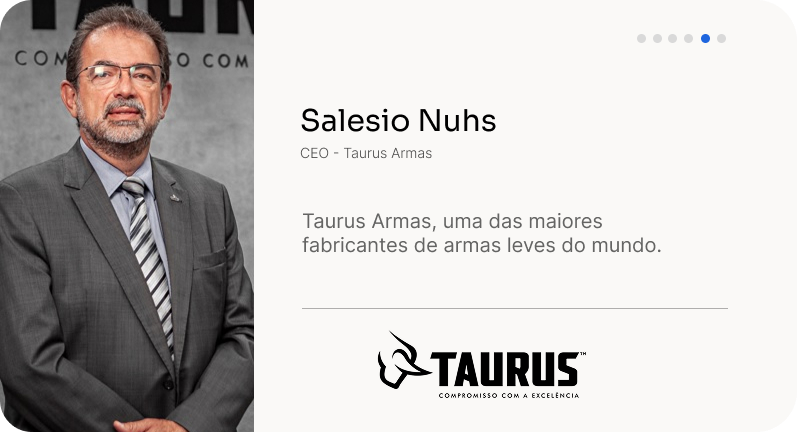 TAURUS
COMPROMISSO COM
Salesio Nuhs
CEO - Taurus Armas
Taurus Armas, uma das maiores
fabricantes de armas leves do mundo.
TAURUS™
COMPROMISSO COM A EXCELÊNCIA